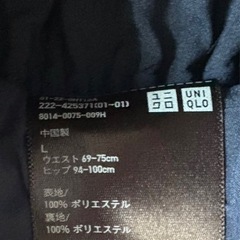 222-425371(01-01)
8014-0075-009H
ユニ
クロ
UNI
QLO
中国製
L
ウエスト 69-75cm
ヒップ 94-100cm
表地/
100% ポリエステル
裏地/
100% ポリエステル